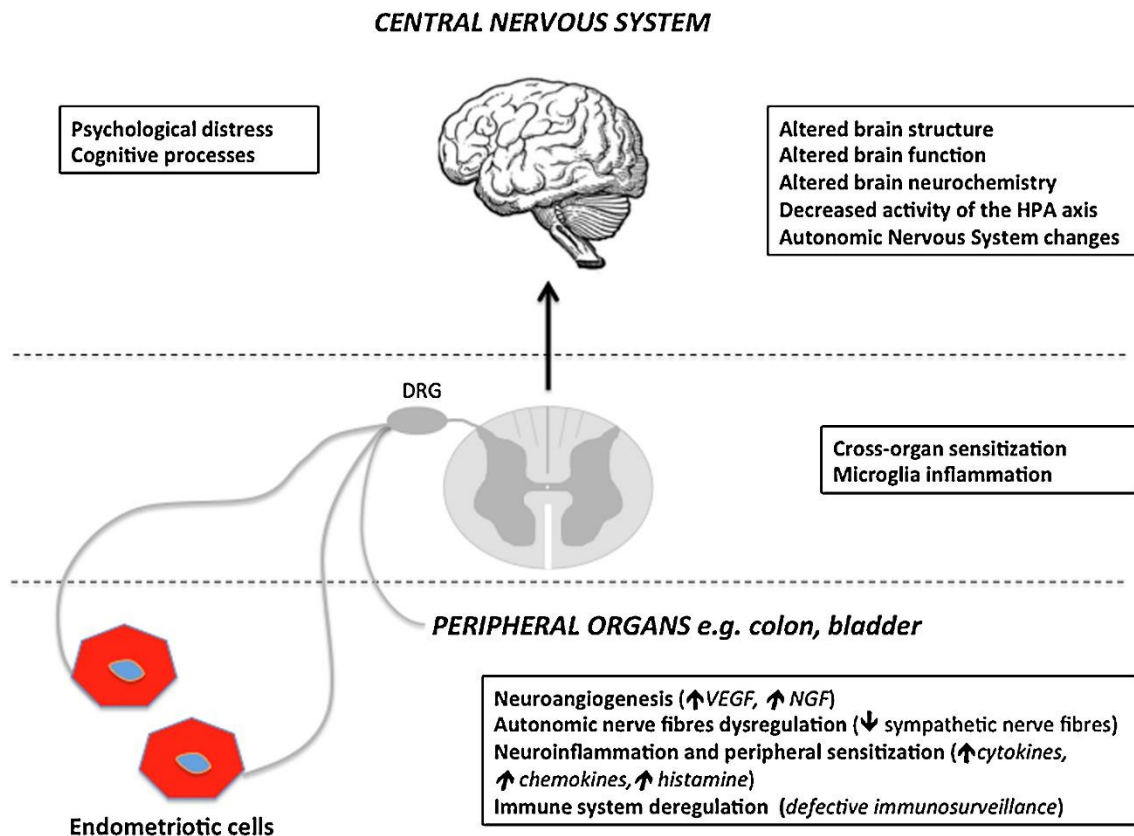 CENTRAL NERVOUS SYSTEM
Psychological distress
Cognitive processes
Altered brain structure
Altered brain function
Altered brain neurochemistry
Decreased activity of the HPA axis
Autonomic Nervous System changes
DRG
Cross-organ sensitization
Microglia inflammation
PERIPHERAL ORGANS e.g. colon, bladder
Neuroangiogenesis (↑VEGF, ↑ NGF)
Autonomic nerve fibres dysregulation (↓ sympathetic nerve fibres)
Neuroinflammation and peripheral sensitization (↑cytokines,
↑ chemokines, ↑ histamine)
Immune system deregulation (defective immunosurveillance)
Endometriotic cells